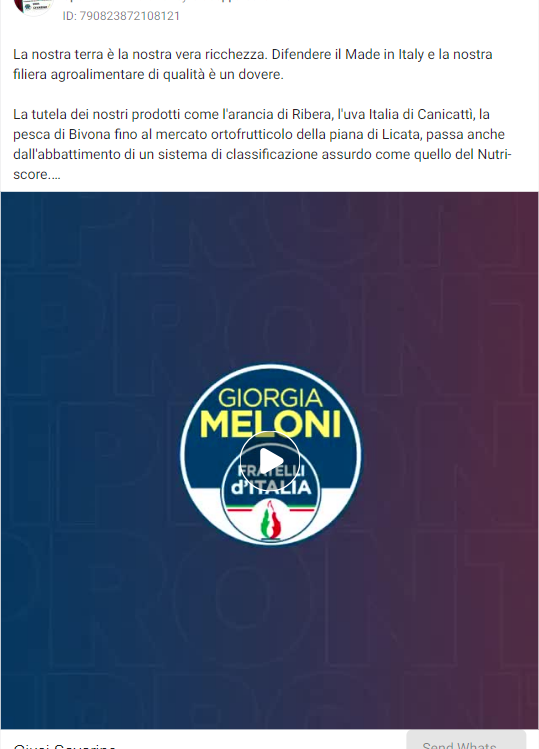 ID: 790823872108121
La nostra terra è la nostra vera ricchezza. Difendere il Made in Italy e la nostra
filiera agroalimentare di qualità è un dovere.
La tutela dei nostri prodotti come l'arancia di Ribera, l'uva Italia di Canicattì, la
pesca di Bivona fino al mercato ortofrutticolo della piana di Licata, passa anche
dall'abbattimento di un sistema di classificazione assurdo come quello del Nutri-
score....
GIORGIA
MELONI
FRATELLI
d'ITALIA
PRONTI
Send Whats